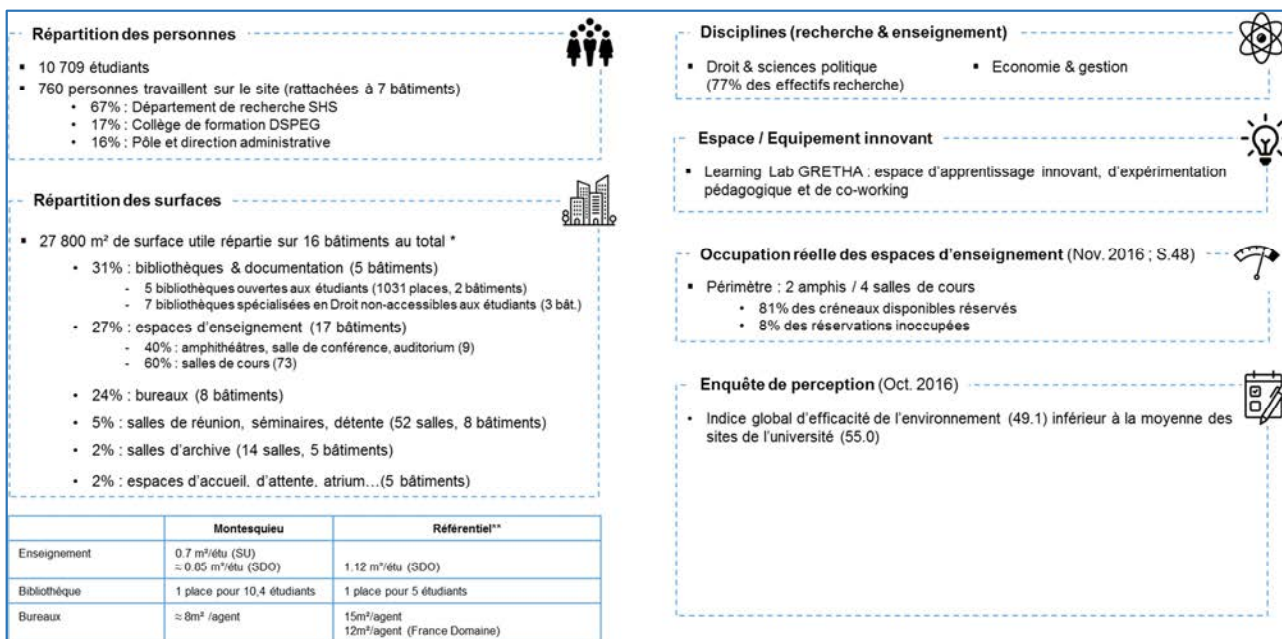 Répartition des personnes
▪ 10 709 étudiants
▪ 760 personnes travaillent sur le site (rattachées à 7 bâtiments)
• 67% : Département de recherche SHS
• 17% : Collège de formation DSPEG
• 16% : Pôle et direction administrative
Répartition des surfaces
▪ 27 800 m² de surface utile répartie sur 16 bâtiments au total *
• 31% : bibliothèques & documentation (5 bâtiments)
- 5 bibliothèques ouvertes aux étudiants (1031 places, 2 bâtiments)
- 7 bibliothèques spécialisées en Droit non-accessibles aux étudiants (3 bât.)
• 27% : espaces d'enseignement (17 bâtiments)
- 40% : amphithéâtres, salle de conférence, auditorium (9)
- 60% : salles de cours (73)
• 24% : bureaux (8 bâtiments)
• 5% : salles de réunion, séminaires, détente (52 salles, 8 bâtiments)
• 2% : salles d'archive (14 salles, 5 bâtiments)
• 2% : espaces d'accueil, d'attente, atrium…(5 bâtiments)
Montesquieu Référentiel**
Enseignement 0.7 m²/étu (SU)
≈ 0.85 m²/étu (SDO) 1.12 m²/étu (SDO)
Bibliothèque 1 place pour 10,4 étudiants 1 place pour 5 étudiants
Bureaux ≈ 8m² /agent 15m²/agent
12m²/agent (France Domaine)
Disciplines (recherche & enseignement)
▪ Droit & sciences politique ▪ Economie & gestion
(77% des effectifs recherche)
Espace / Equipement innovant
▪ Learning Lab GRETHA : espace d'apprentissage innovant, d'expérimentation
pédagogique et de co-working
Occupation réelle des espaces d'enseignement (Nov. 2016 ; S.48)
▪ Périmètre : 2 amphis / 4 salles de cours
• 81% des créneaux disponibles réservés
• 8% des réservations inoccupées
Enquête de perception (Oct. 2016)
• Indice global d'efficacité de l'environnement (49.1) inférieur à la moyenne des
sites de l'université (55.0)